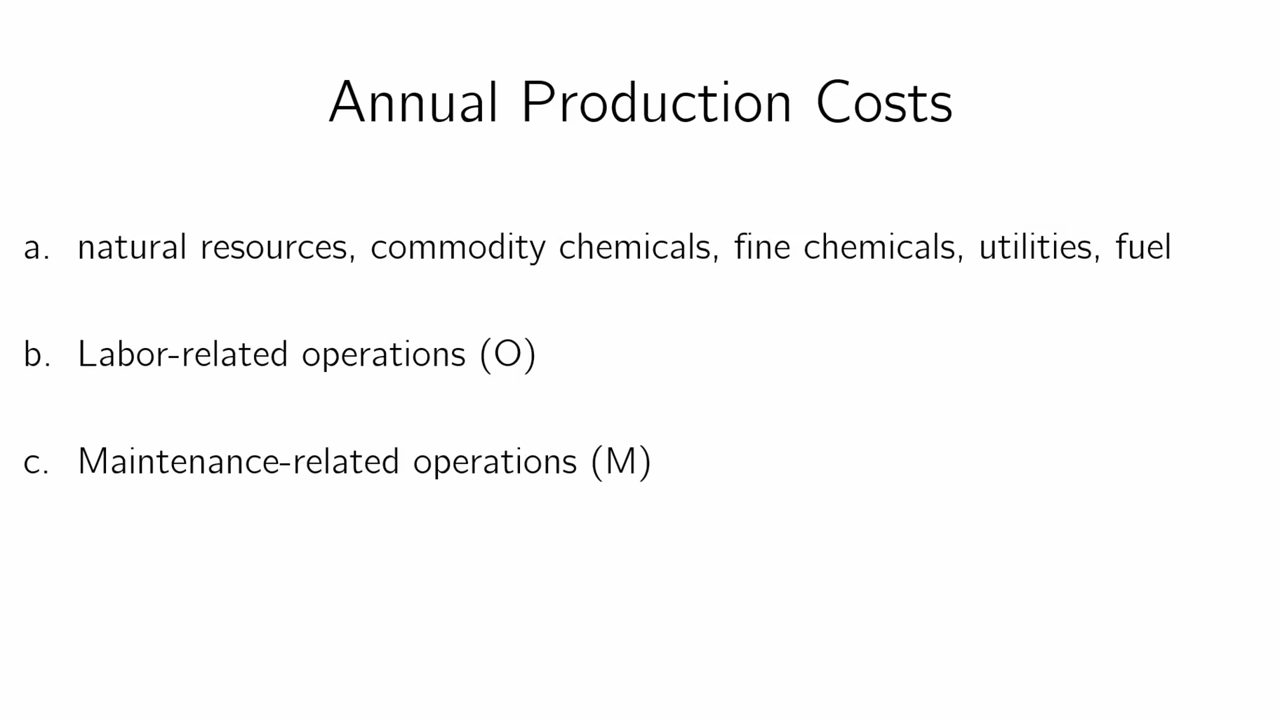 Annual Production Costs
a. natural resources, commodity chemicals, fine chemicals, utilities, fuel
b. Labor-related operations (O)
c. Maintenance-related operations (M)